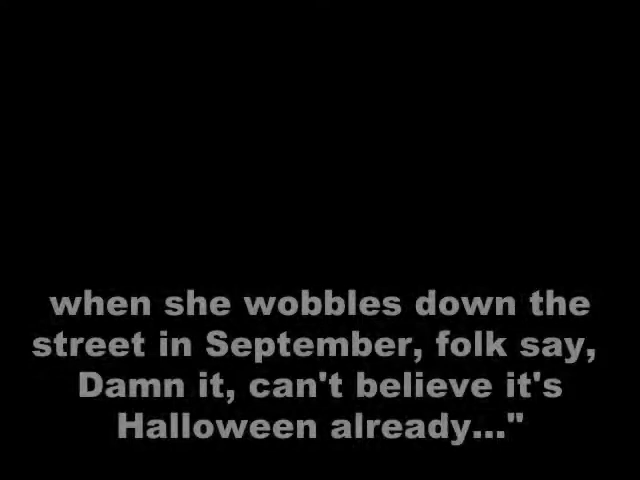 when she wobbles down the
street in September, folk say,
Damn it, can't believe it's
Halloween already..."